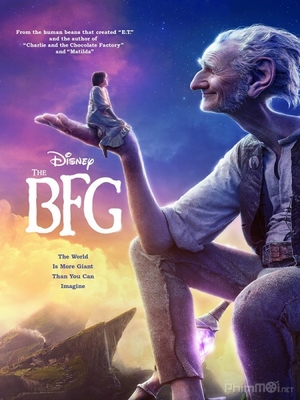 From the human beans that created “E.T.”
and the author of
“Charlie and the Chocolate Factory”
and “Matilda”
Disney
THE
BFG
The World
Is More Giant
Than You Can
Imagine
PhimMoi.net